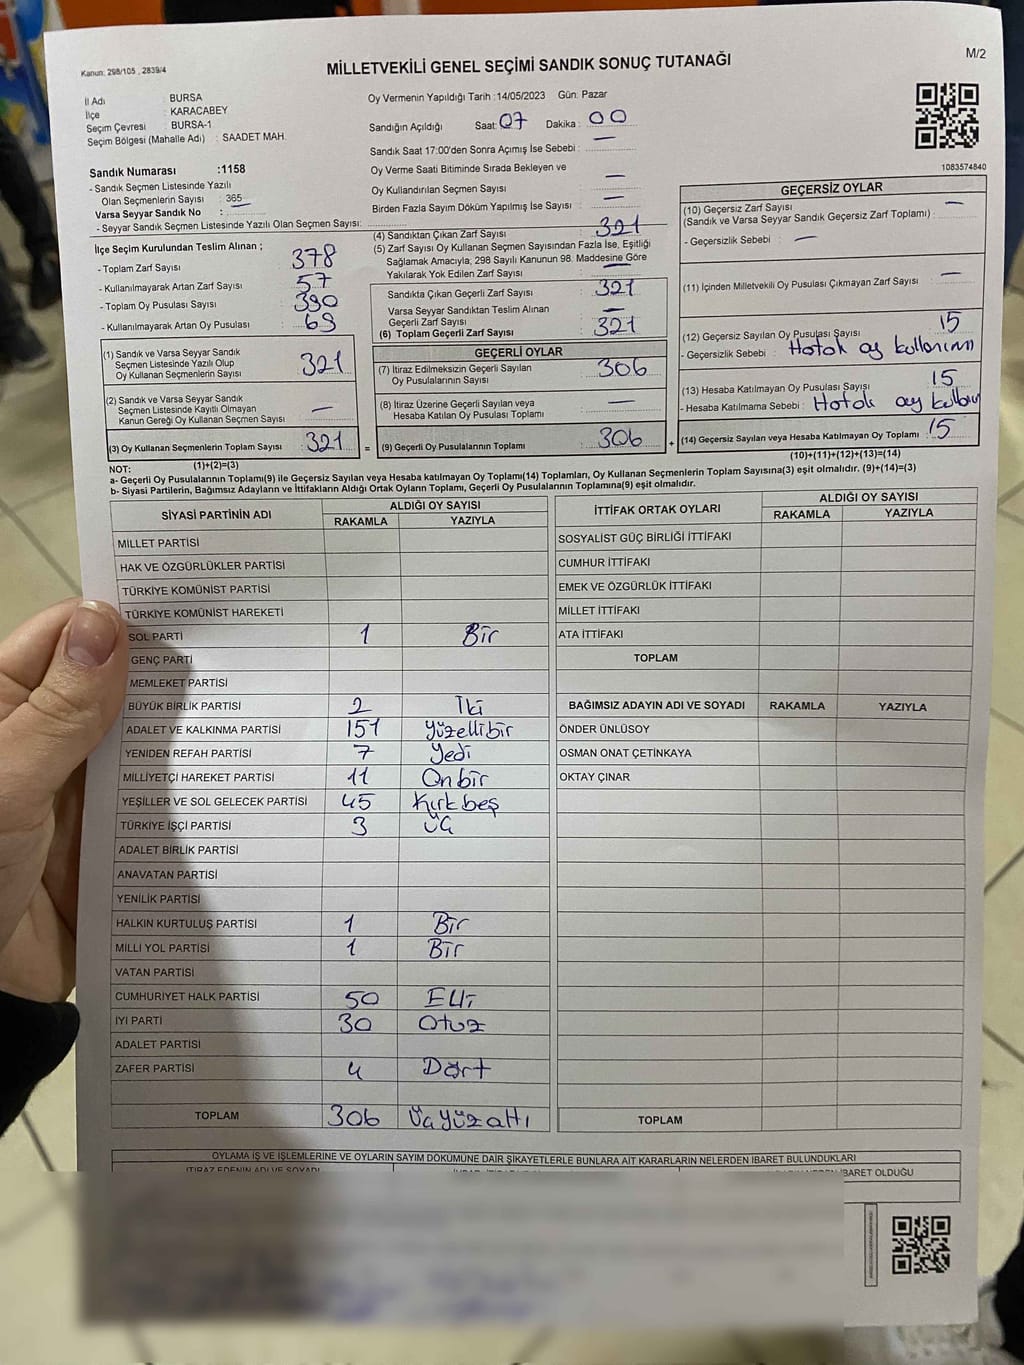 Kanun: 298/105 , 2839/4
MİLLETVEKİLİ GENEL SEÇİMİ SANDIK SONUÇ TUTANAĞI
M/2
İl Adı : BURSA
İlçe : KARACABEY
Seçim Çevresi : BURSA-1
Seçim Bölgesi (Mahalle Adı) : SAADET MAH.
Oy Vermenin Yapıldığı Tarih :14/05/2023 Gün: Pazar
Sandığın Açıldığı Saat: 07 Dakika : 00
Sandık Saat 17:00'den Sonra Açımış İse Sebebi : —
Oy Verme Saati Bitiminde Sırada Bekleyen ve
Oy Kullandırılan Seçmen Sayısı : —
Birden Fazla Sayım Döküm Yapılmış İse Sayısı : —
1083574840
Sandık Numarası :1158
- Sandık Seçmen Listesinde Yazılı
Olan Seçmenlerin Sayısı : 365
Varsa Seyyar Sandık No : —
- Seyyar Sandık Seçmen Listesinde Yazılı Olan Seçmen Sayısı:
İlçe Seçim Kurulundan Teslim Alınan ;
- Toplam Zarf Sayısı : 378
- Kullanılmayarak Artan Zarf Sayısı : 57
- Toplam Oy Pusulası Sayısı : 390
- Kullanılmayarak Artan Oy Pusulası : 69
(1) Sandık ve Varsa Seyyar Sandık
Seçmen Listesinde Yazılı Olup
Oy Kullanan Seçmenlerin Sayısı : 321
(2) Sandık ve Varsa Seyyar Sandık
Seçmen Listesinde Kayıtlı Olmayan
Kanun Gereği Oy Kullanan Seçmen Sayısı : —
(3) Oy Kullanan Seçmenlerin Toplam Sayısı : 321
(1)+(2)=(3)
(4) Sandıktan Çıkan Zarf Sayısı : 321
(5) Zarf Sayısı Oy Kullanan Seçmen Sayısından Fazla İse, Eşitliği
Sağlamak Amacıyla, 298 Sayılı Kanunun 98. Maddesine Göre
Yakılarak Yok Edilen Zarf Sayısı : —
Sandıkta Çıkan Geçerli Zarf Sayısı : 321
Varsa Seyyar Sandıktan Teslim Alınan
Geçerli Zarf Sayısı : —
(6) Toplam Geçerli Zarf Sayısı : 321
GEÇERLİ OYLAR
(7) İtiraz Edilmeksizin Geçerli Sayılan
Oy Pusulalarının Sayısı : 306
(8) İtiraz Üzerine Geçerli Sayılan veya
Hesaba Katılan Oy Pusulası Toplamı : —
= (9) Geçerli Oy Pusulalarının Toplamı : 306
GEÇERSİZ OYLAR
(10) Geçersiz Zarf Sayısı
(Sandık ve Varsa Seyyar Sandık Geçersiz Zarf Toplamı) : —
- Geçersizlik Sebebi : —
(11) İçinden Milletvekili Oy Pusulası Çıkmayan Zarf Sayısı : —
(12) Geçersiz Sayılan Oy Pusulası Sayısı : 15
- Geçersizlik Sebebi : Hatalı oy kullanımı
(13) Hesaba Katılmayan Oy Pusulası Sayısı : 15
- Hesaba Katılmama Sebebi : Hatalı oy
+ (14) Geçersiz Sayılan veya Hesaba Katılmayan Oy Toplamı : 15
(10)+(11)+(12)+(13)=(14)
NOT:
a- Geçerli Oy Pusulalarının Toplamı(9) ile Geçersiz Sayılan veya Hesaba katılmayan Oy Toplamı(14) Toplamları, Oy Kullanan Seçmenlerin Toplam Sayısına(3) eşit olmalıdır. (9)+(14)=(3)
b- Siyasi Partilerin, Bağımsız Adayların ve İttifakların Aldığı Ortak Oyların Toplamı, Geçerli Oy Pusulalarının Toplamına(9) eşit olmalıdır.
SİYASİ PARTİNİN ADI ALDIĞI OY SAYISI
RAKAMLA YAZIYLA
MİLLET PARTİSİ
HAK VE ÖZGÜRLÜKLER PARTİSİ
TÜRKİYE KOMÜNİST PARTİSİ
TÜRKİYE KOMÜNİST HAREKETİ
SOL PARTİ 1 Bir
GENÇ PARTİ
MEMLEKET PARTİSİ
BÜYÜK BİRLİK PARTİSİ 2 İki
ADALET VE KALKINMA PARTİSİ 151 Yüzellibir
YENİDEN REFAH PARTİSİ 7 Yedi
MİLLİYETÇİ HAREKET PARTİSİ 11 Onbir
YEŞİLLER VE SOL GELECEK PARTİSİ 45 Kırkbeş
TÜRKİYE İŞÇİ PARTİSİ 3 Üç
ADALET BİRLİK PARTİSİ
ANAVATAN PARTİSİ
YENİLİK PARTİSİ
HALKIN KURTULUŞ PARTİSİ 1 Bir
MİLLİ YOL PARTİSİ 1 Bir
VATAN PARTİSİ
CUMHURİYET HALK PARTİSİ 50 Elli
İYİ PARTİ 30 Otuz
ADALET PARTİSİ
ZAFER PARTİSİ 4 Dört
TOPLAM 306 Üçyüzaltı
İTTİFAK ORTAK OYLARI ALDIĞI OY SAYISI
RAKAMLA YAZIYLA
SOSYALİST GÜÇ BİRLİĞİ İTTİFAKI
CUMHUR İTTİFAKI
EMEK VE ÖZGÜRLÜK İTTİFAKI
MİLLET İTTİFAKI
ATA İTTİFAKI
TOPLAM
BAĞIMSIZ ADAYIN ADI VE SOYADI RAKAMLA YAZIYLA
ÖNDER ÜNLÜSOY
OSMAN ONAT ÇETİNKAYA
OKTAY ÇINAR
TOPLAM
OYLAMA İŞ VE İŞLEMLERİNE VE OYLARIN SAYIM DÖKÜMÜNE DAİR ŞİKAYETLERLE BUNLARA AİT KARARLARIN NELERDEN İBARET BULUNDUKLARI
İTİRAZ EDENİN ADI VE SOYADI
İBARET OLDUĞU